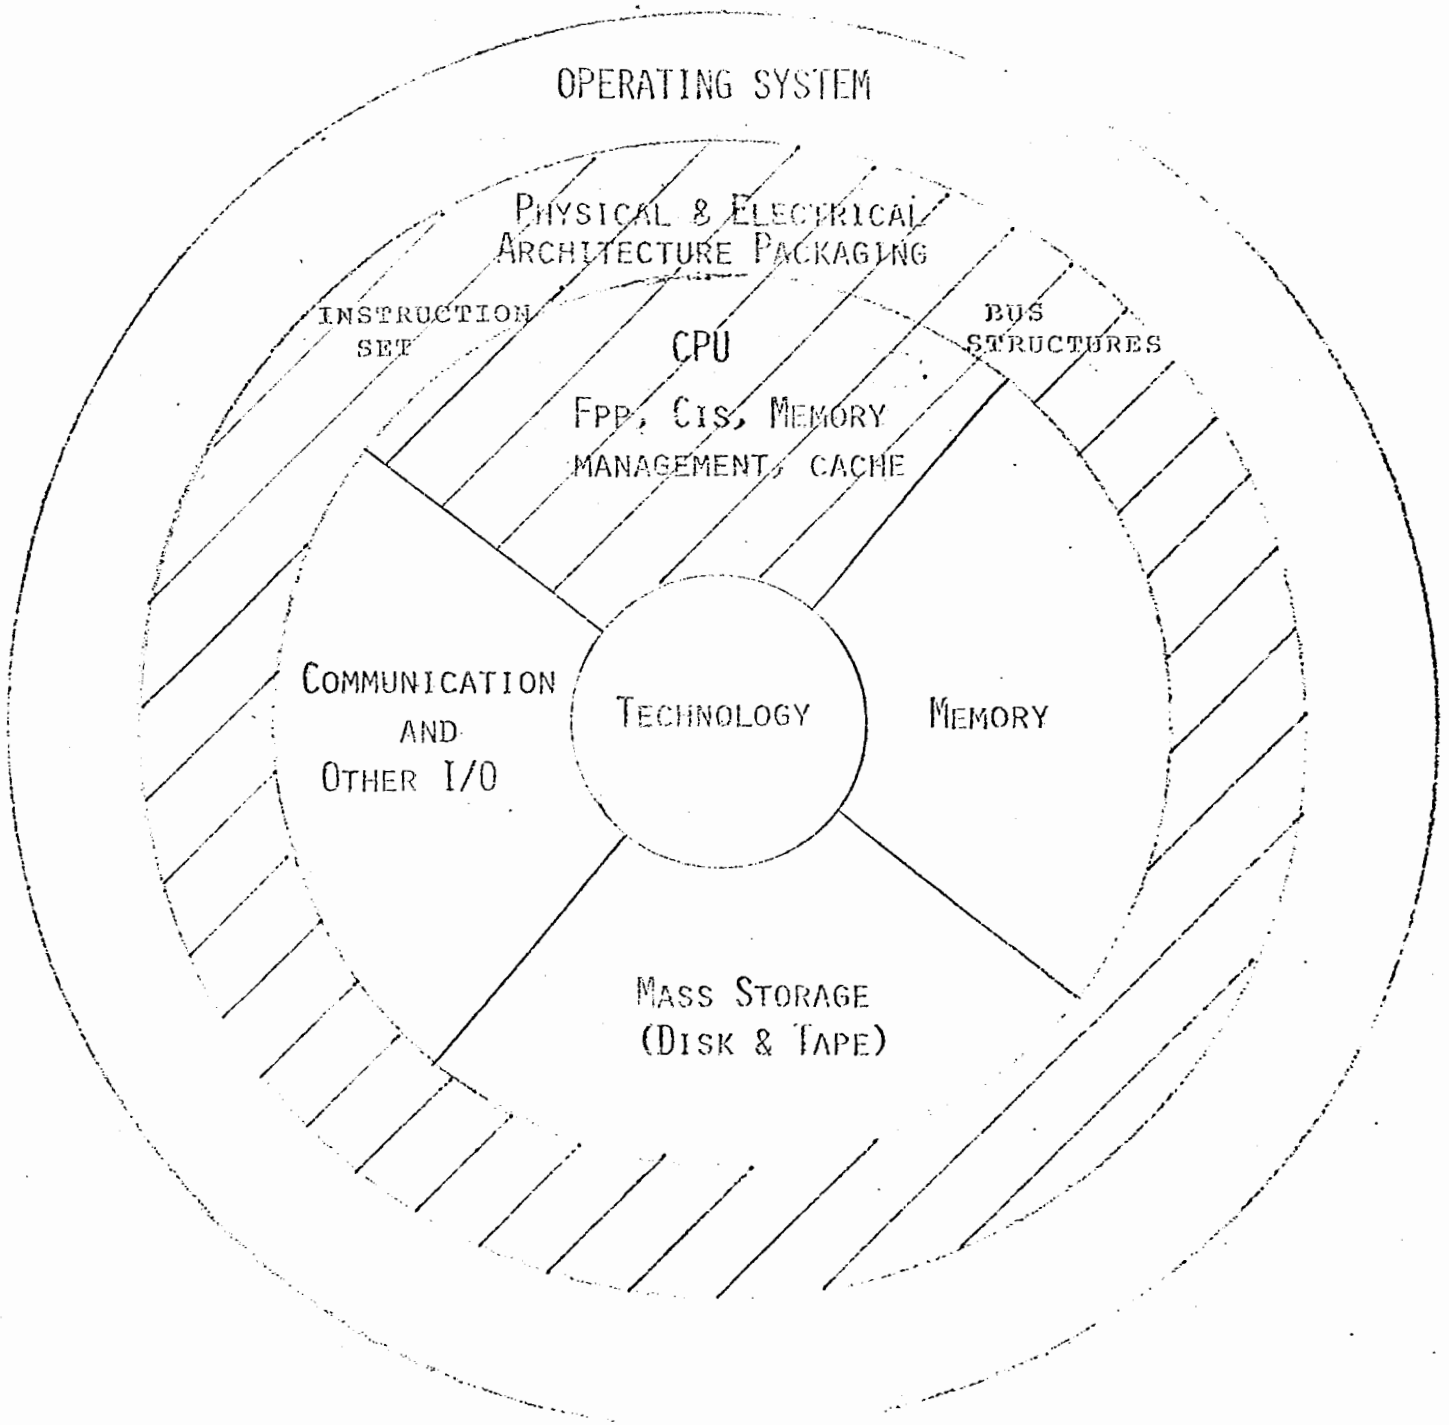 OPERATING SYSTEM
PHYSICAL & ELECTRICAL
ARCHITECTURE PACKAGING
INSTRUCTION
SET
BUS
STRUCTURES
CPU
FPP, CIS, MEMORY
MANAGEMENT, CACHE
COMMUNICATION
AND
OTHER I/O
TECHNOLOGY
MEMORY
MASS STORAGE
(DISK & TAPE)